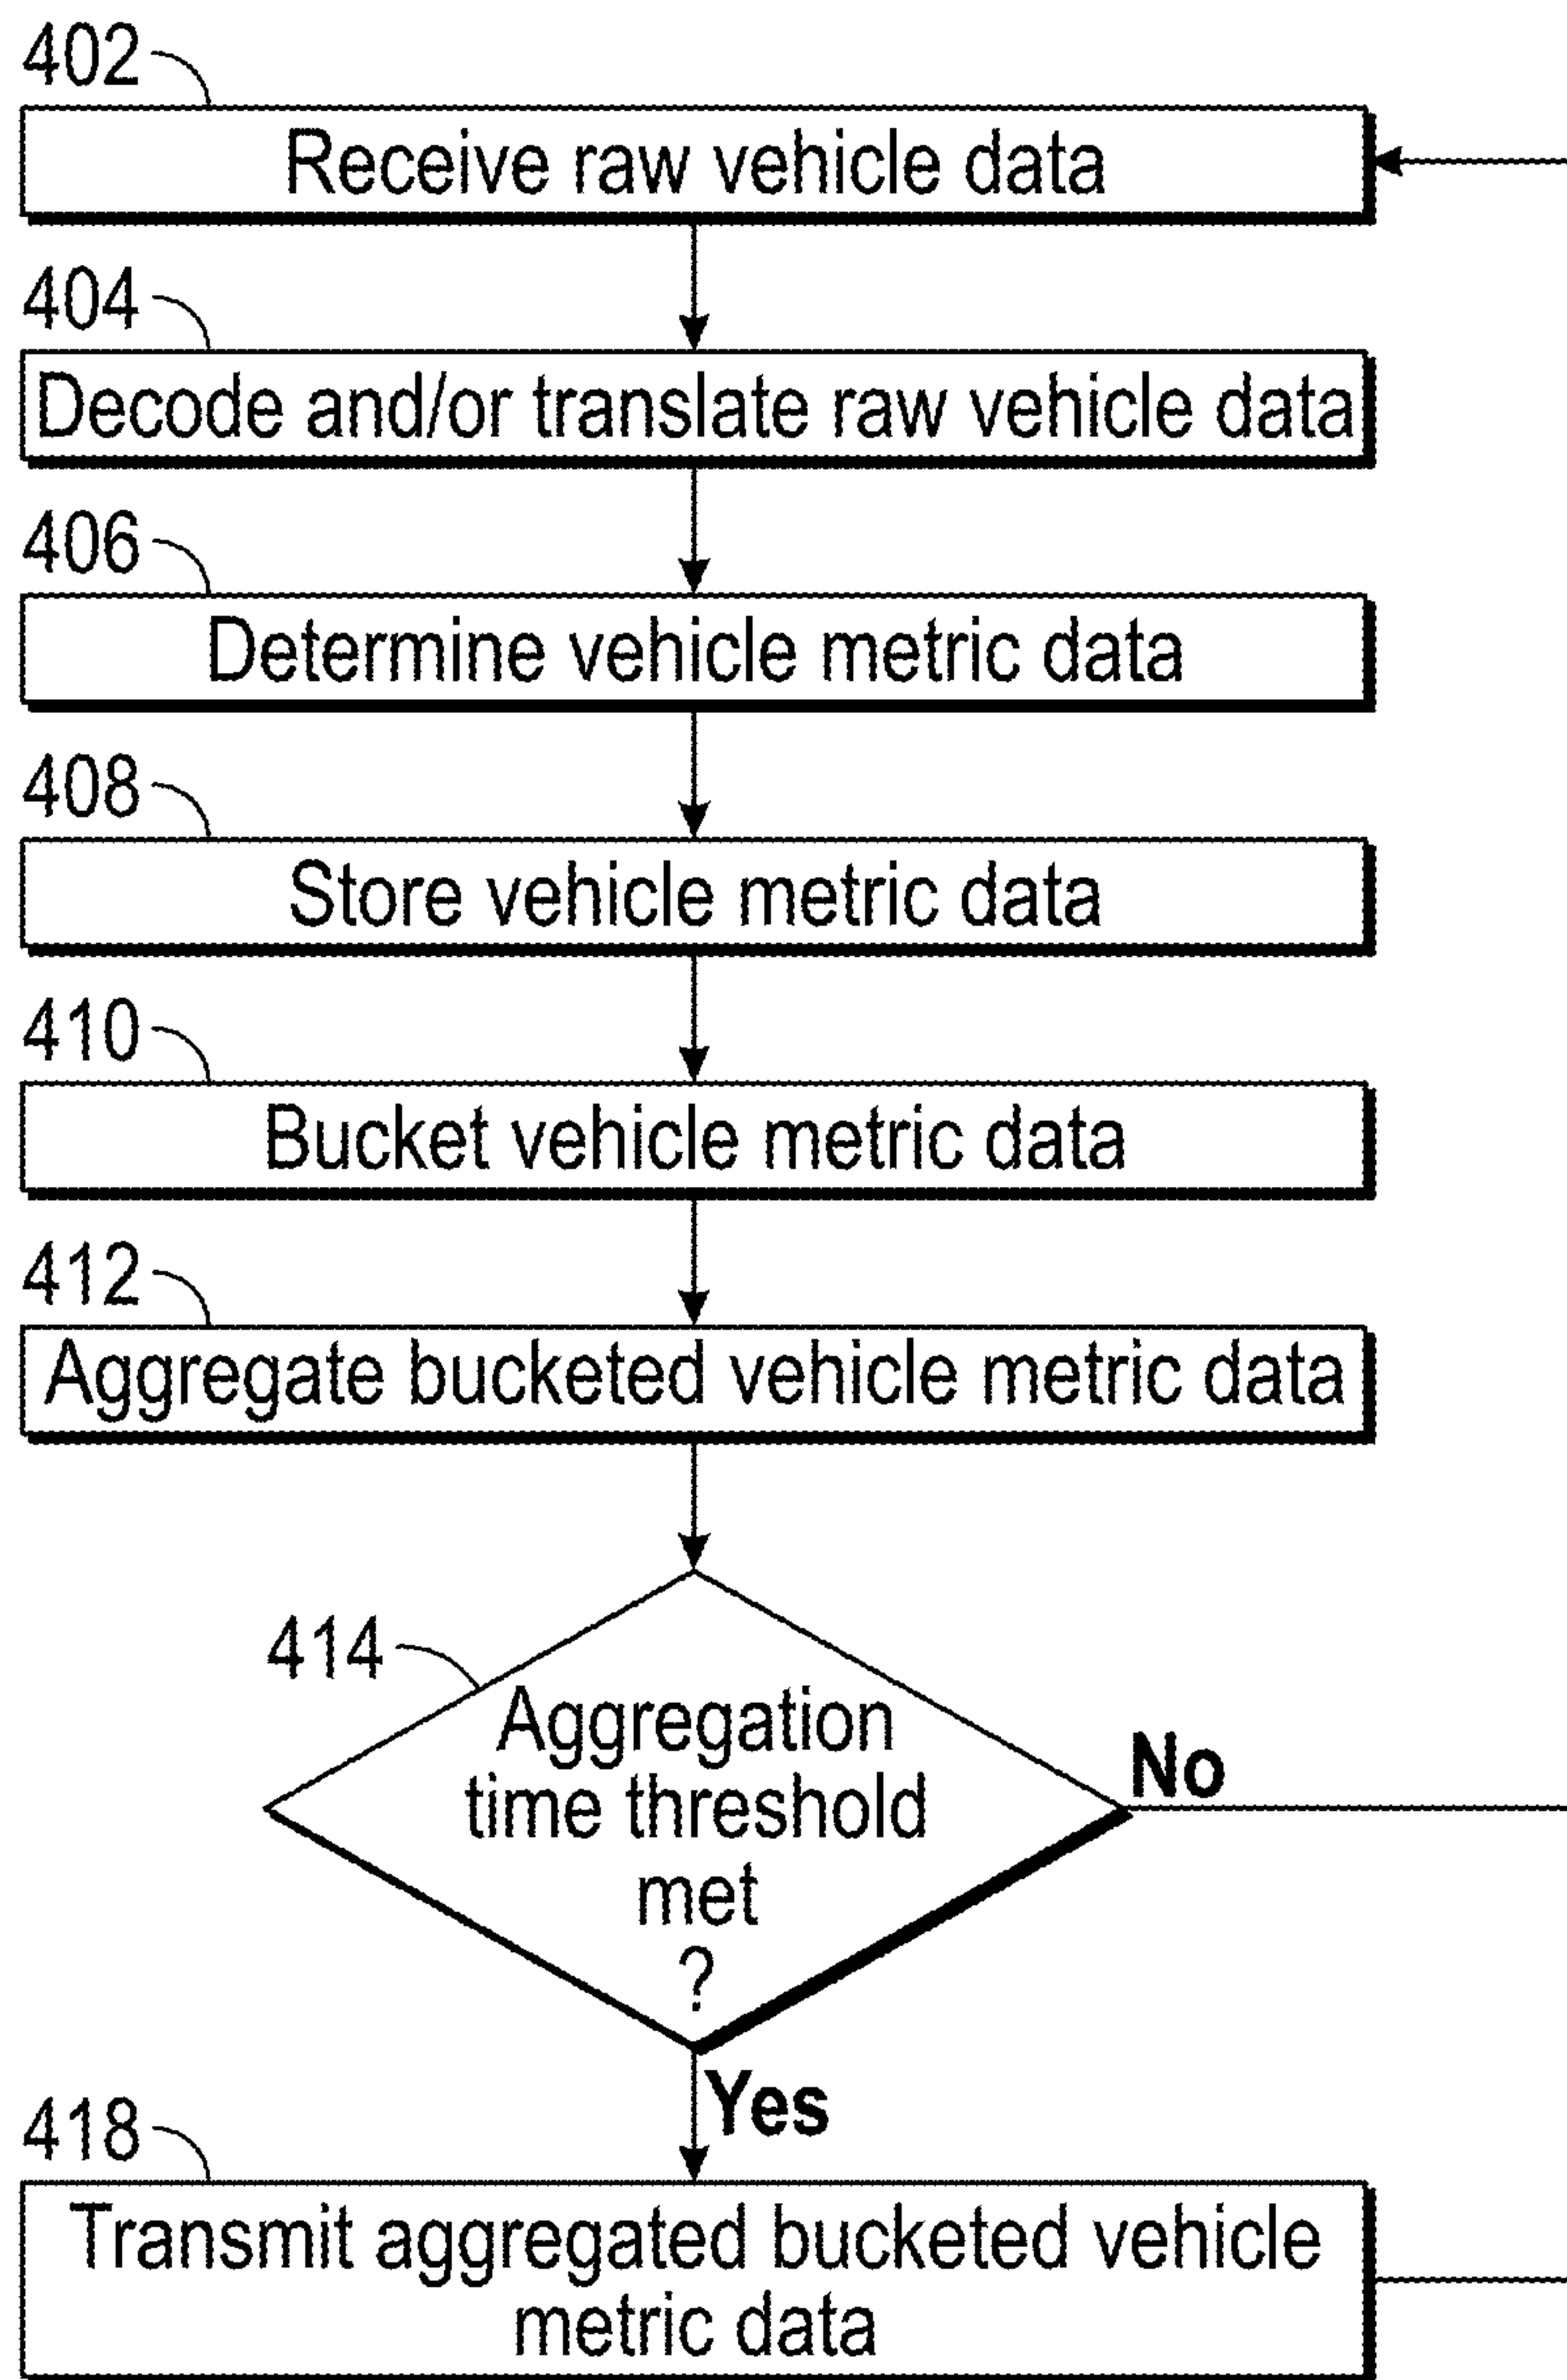 402
Receive raw vehicle data
404
Decode and/or translate raw vehicle data
406
Determine vehicle metric data
408
Store vehicle metric data
410
Bucket vehicle metric data
412
Aggregate bucketed vehicle metric data
414
Aggregation
time threshold
met
?
No
Yes
418
Transmit aggregated bucketed vehicle
metric data